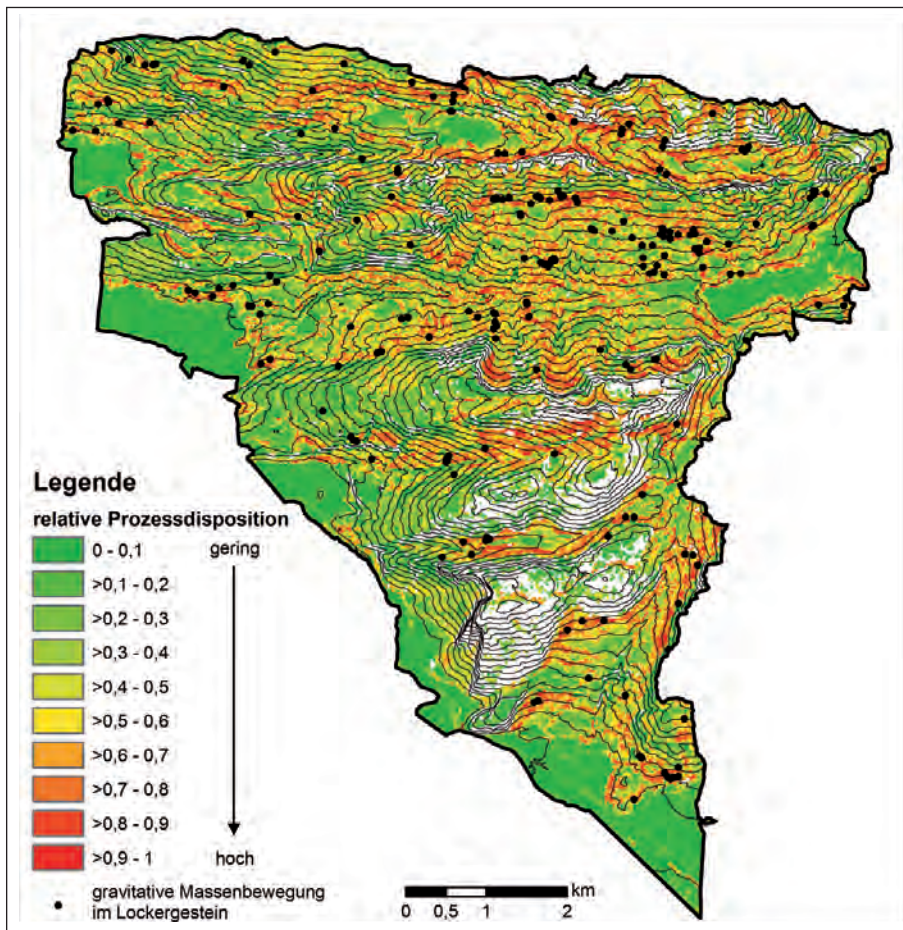 Legende
relative Prozessdisposition
0 - 0,1 gering
>0,1 - 0,2
>0,2 - 0,3
>0,3 - 0,4
>0,4 - 0,5
>0,5 - 0,6
>0,6 - 0,7
>0,7 - 0,8
>0,8 - 0,9
>0,9 - 1 hoch
gravitative Massenbewegung
im Lockergestein
km
0 0,5 1 2